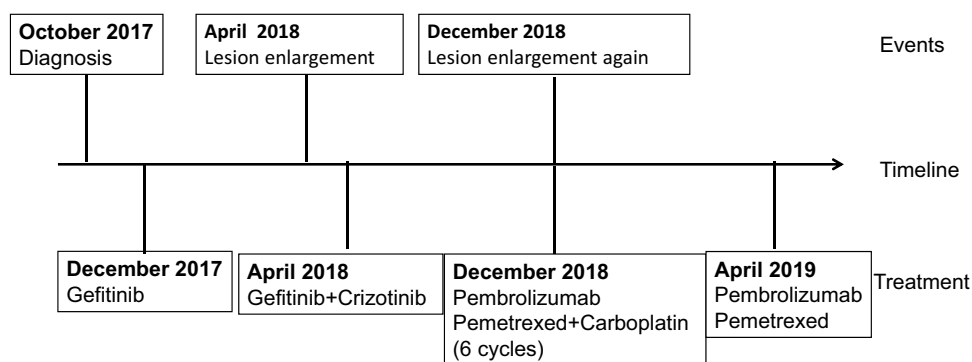 October 2017
Diagnosis
April 2018
Lesion enlargement
December 2018
Lesion enlargement again
Events
Timeline
December 2017
Gefitinib
April 2018
Gefitinib+Crizotinib
December 2018
Pembrolizumab
Pemetrexed+Carboplatin
(6 cycles)
April 2019
Pembrolizumab
Pemetrexed
Treatment